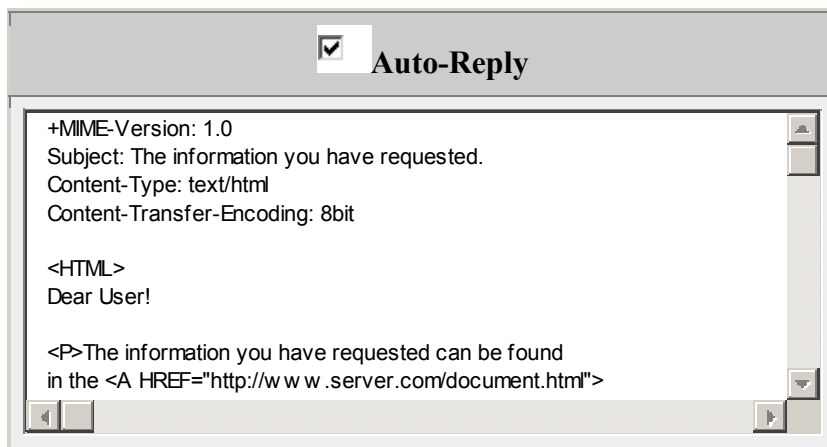 Auto-Reply
+MIME-Version: 1.0
Subject: The information you have requested.
Content-Type: text/html
Content-Transfer-Encoding: 8bit
<HTML>
Dear User!
<P>The information you have requested can be found
in the <A HREF="http://www.server.com/document.html">